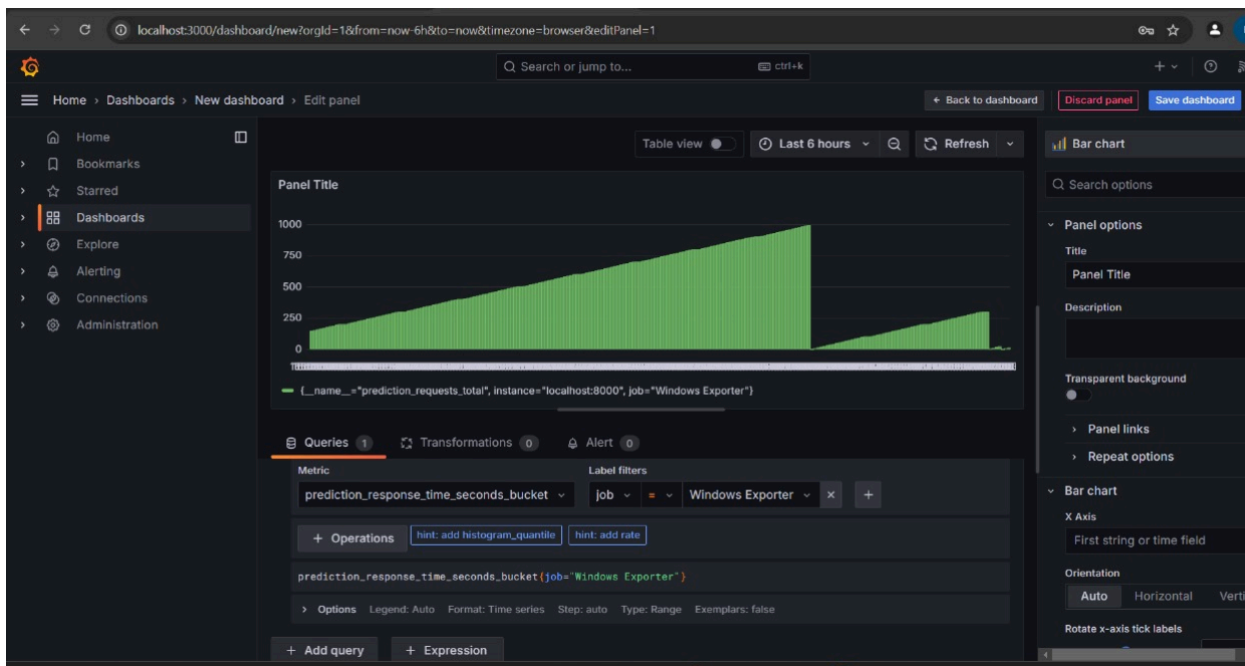 localhost:3000/dashboard/new?orgId=1&from=now-6h&to=now&timezone=browser&editPanel=1
Search or jump to... ctrl+k
Home › Dashboards › New dashboard › Edit panel
Back to dashboard
Discard panel
Save dashboard
Home
Bookmarks
Starred
Dashboards
Explore
Alerting
Connections
Administration
Table view
Last 6 hours
Refresh
Panel Title
1000
750
500
250
0
{__name__="prediction_requests_total", instance="localhost:8000", job="Windows Exporter"}
Queries 1
Transformations 0
Alert 0
Metric
Label filters
prediction_response_time_seconds_bucket
job = Windows Exporter
+ Operations
hint: add histogram_quantile
hint: add rate
prediction_response_time_seconds_bucket{job="Windows Exporter"}
Options Legend: Auto Format: Time series Step: auto Type: Range Exemplars: false
+ Add query
+ Expression
Bar chart
Search options
Panel options
Title
Panel Title
Description
Transparent background
Panel links
Repeat options
Bar chart
X Axis
First string or time field
Orientation
Auto Horizontal Verti
Rotate x-axis tick labels